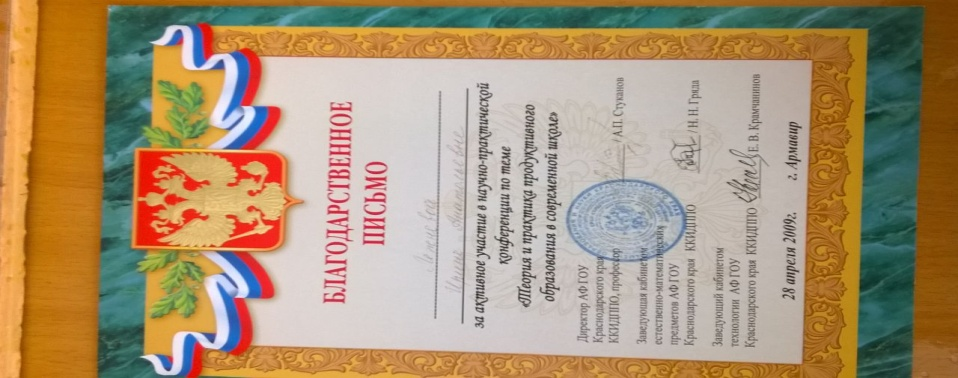 БЛАГОДАРСТВЕННОЕ
ПИСЬМО
за активное участие в научно-практической
конференции по теме
«Теория и практика продуктивного
образования в современной школе»
Директор АФ ГОУ
Краснодарского края
ККИДППО, профессор / А.Ц. Стуканов
Заведующая кабинетом
естественно-математических
предметов АФ ГОУ
Краснодарского края ККИДППО / Н. Н. Гряда
Заведующий кабинетом
технологии АФ ГОУ
Краснодарского края ККИДППО Е. В. Крамчанинов
28 апреля 2009г. г. Армавир